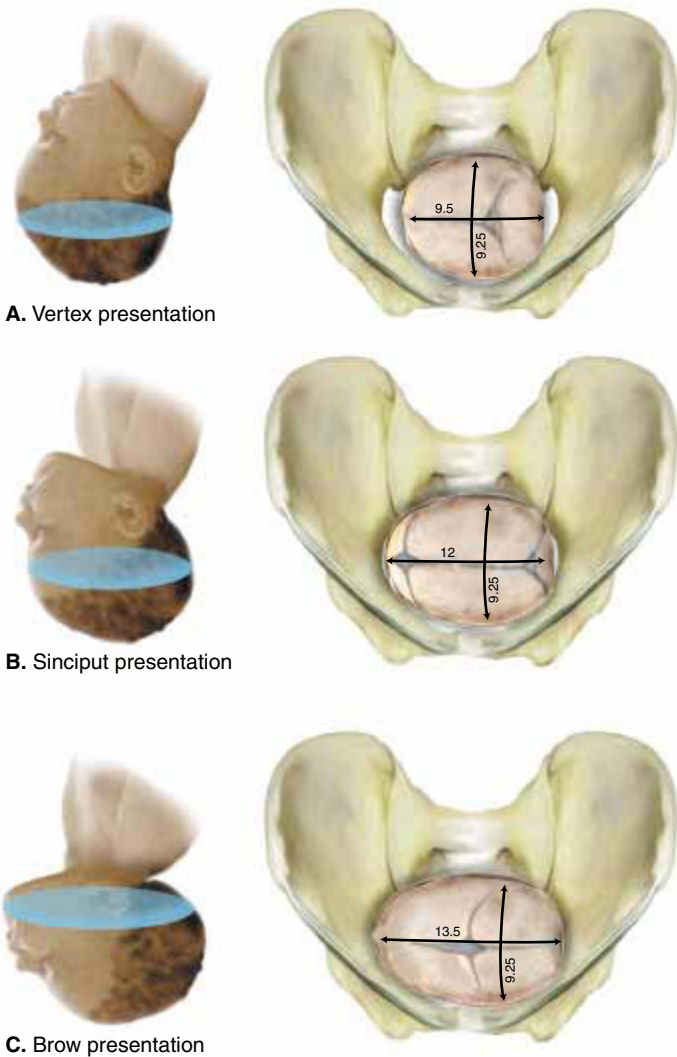 9.5
9.25
A. Vertex presentation
12
9.25
B. Sinciput presentation
13.5
9.25
C. Brow presentation